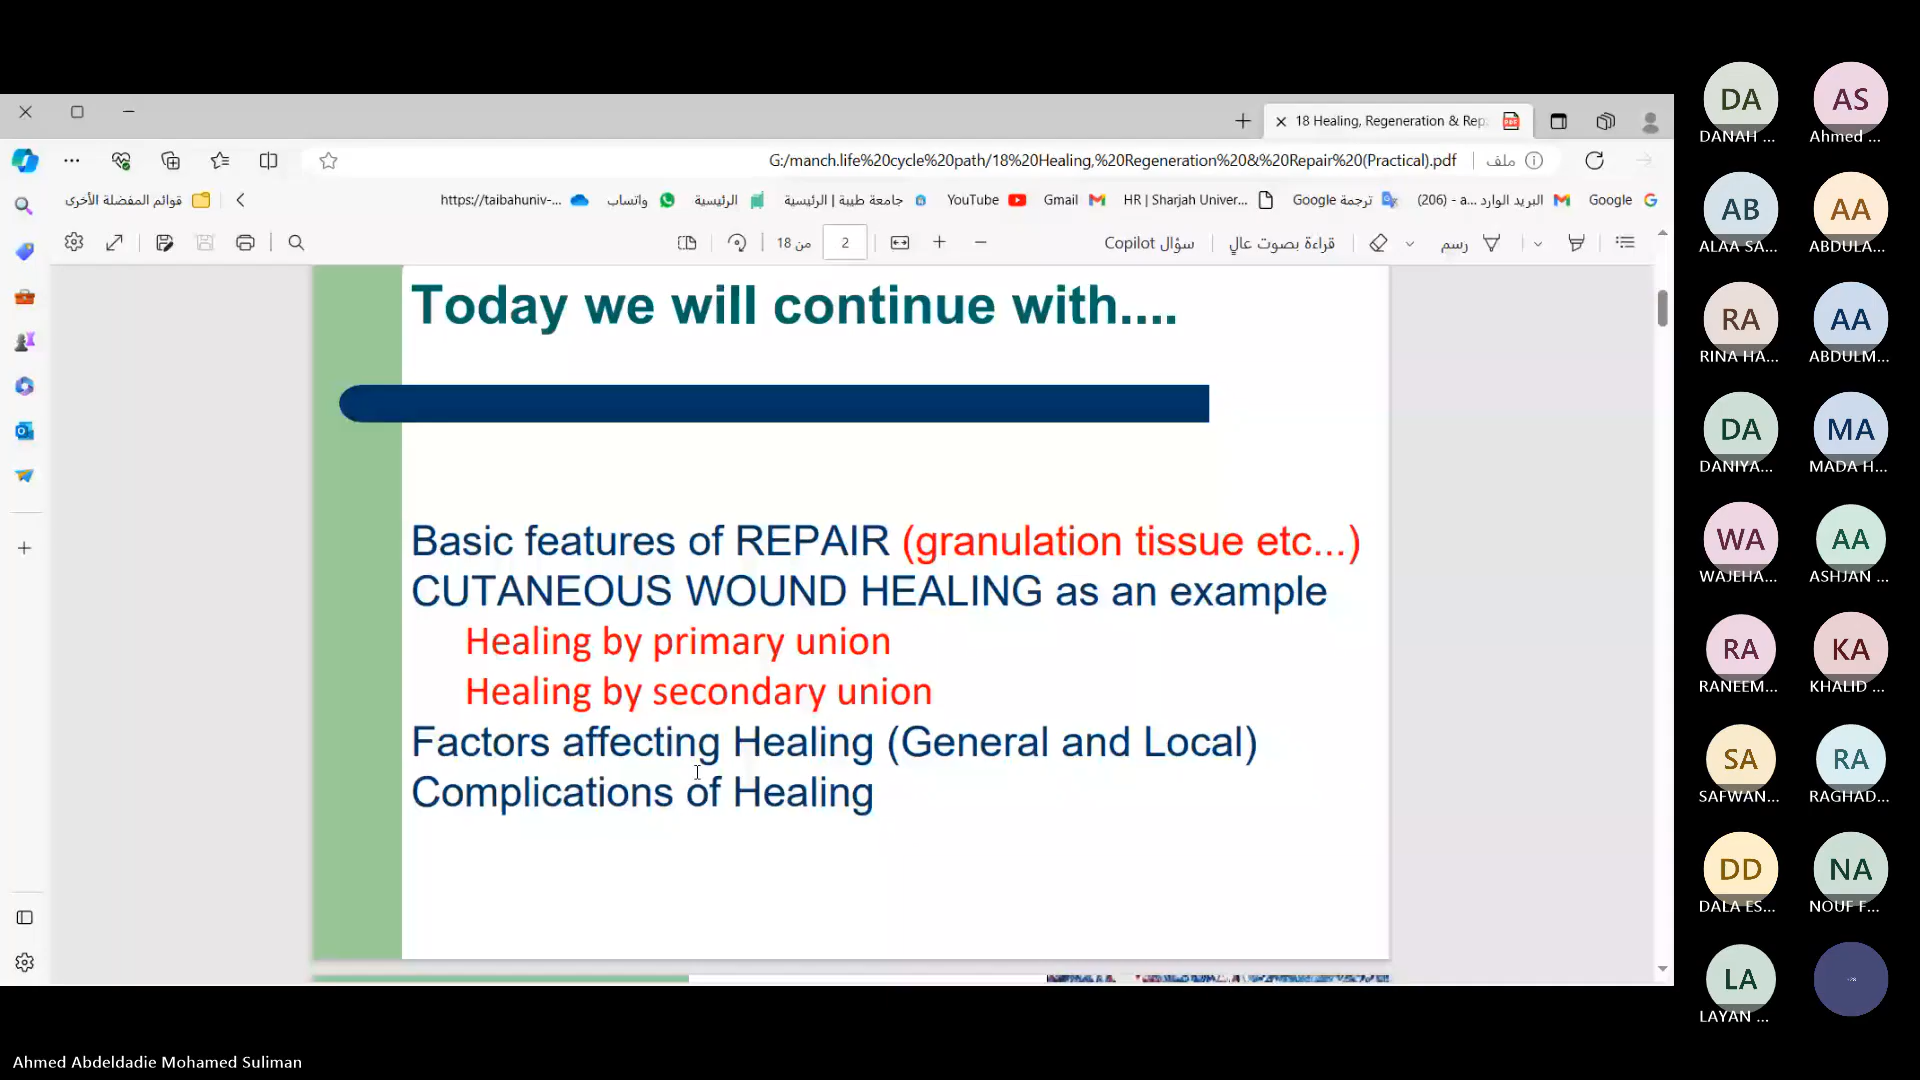 18 Healing, Regeneration & Rep
G:/manch.life%20cycle%20path/18%20Healing,%20Regeneration%20&%20Repair%20(Practical).pdf
ملف
قوائم المفضلة الأخرى
https://taibahuniv-...
واتساب
الرئيسية
جامعة طيبة | الرئيسية
YouTube
Gmail
HR | Sharjah Univer...
ترجمة Google
البريد الوارد (206) - a...
Google
من 18
2
سؤال Copilot
قراءة بصوت عالٍ
رسم
Today we will continue with....
Basic features of REPAIR (granulation tissue etc...)
CUTANEOUS WOUND HEALING as an example
Healing by primary union
Healing by secondary union
Factors affecting Healing (General and Local)
Complications of Healing
DA
DANAH ...
AS
Ahmed ...
AB
ALAA SA...
AA
ABDULA...
RA
RINA HA...
AA
ABDULM...
DA
DANIYA...
MA
MADA H...
WA
WAJEHA...
AA
ASHJAN ...
RA
RANEEM...
KA
KHALID ...
SA
SAFWAN...
RA
RAGHAD...
DD
DALA ES...
NA
NOUF F...
LA
LAYAN ...
Ahmed Abdeldadie Mohamed Suliman